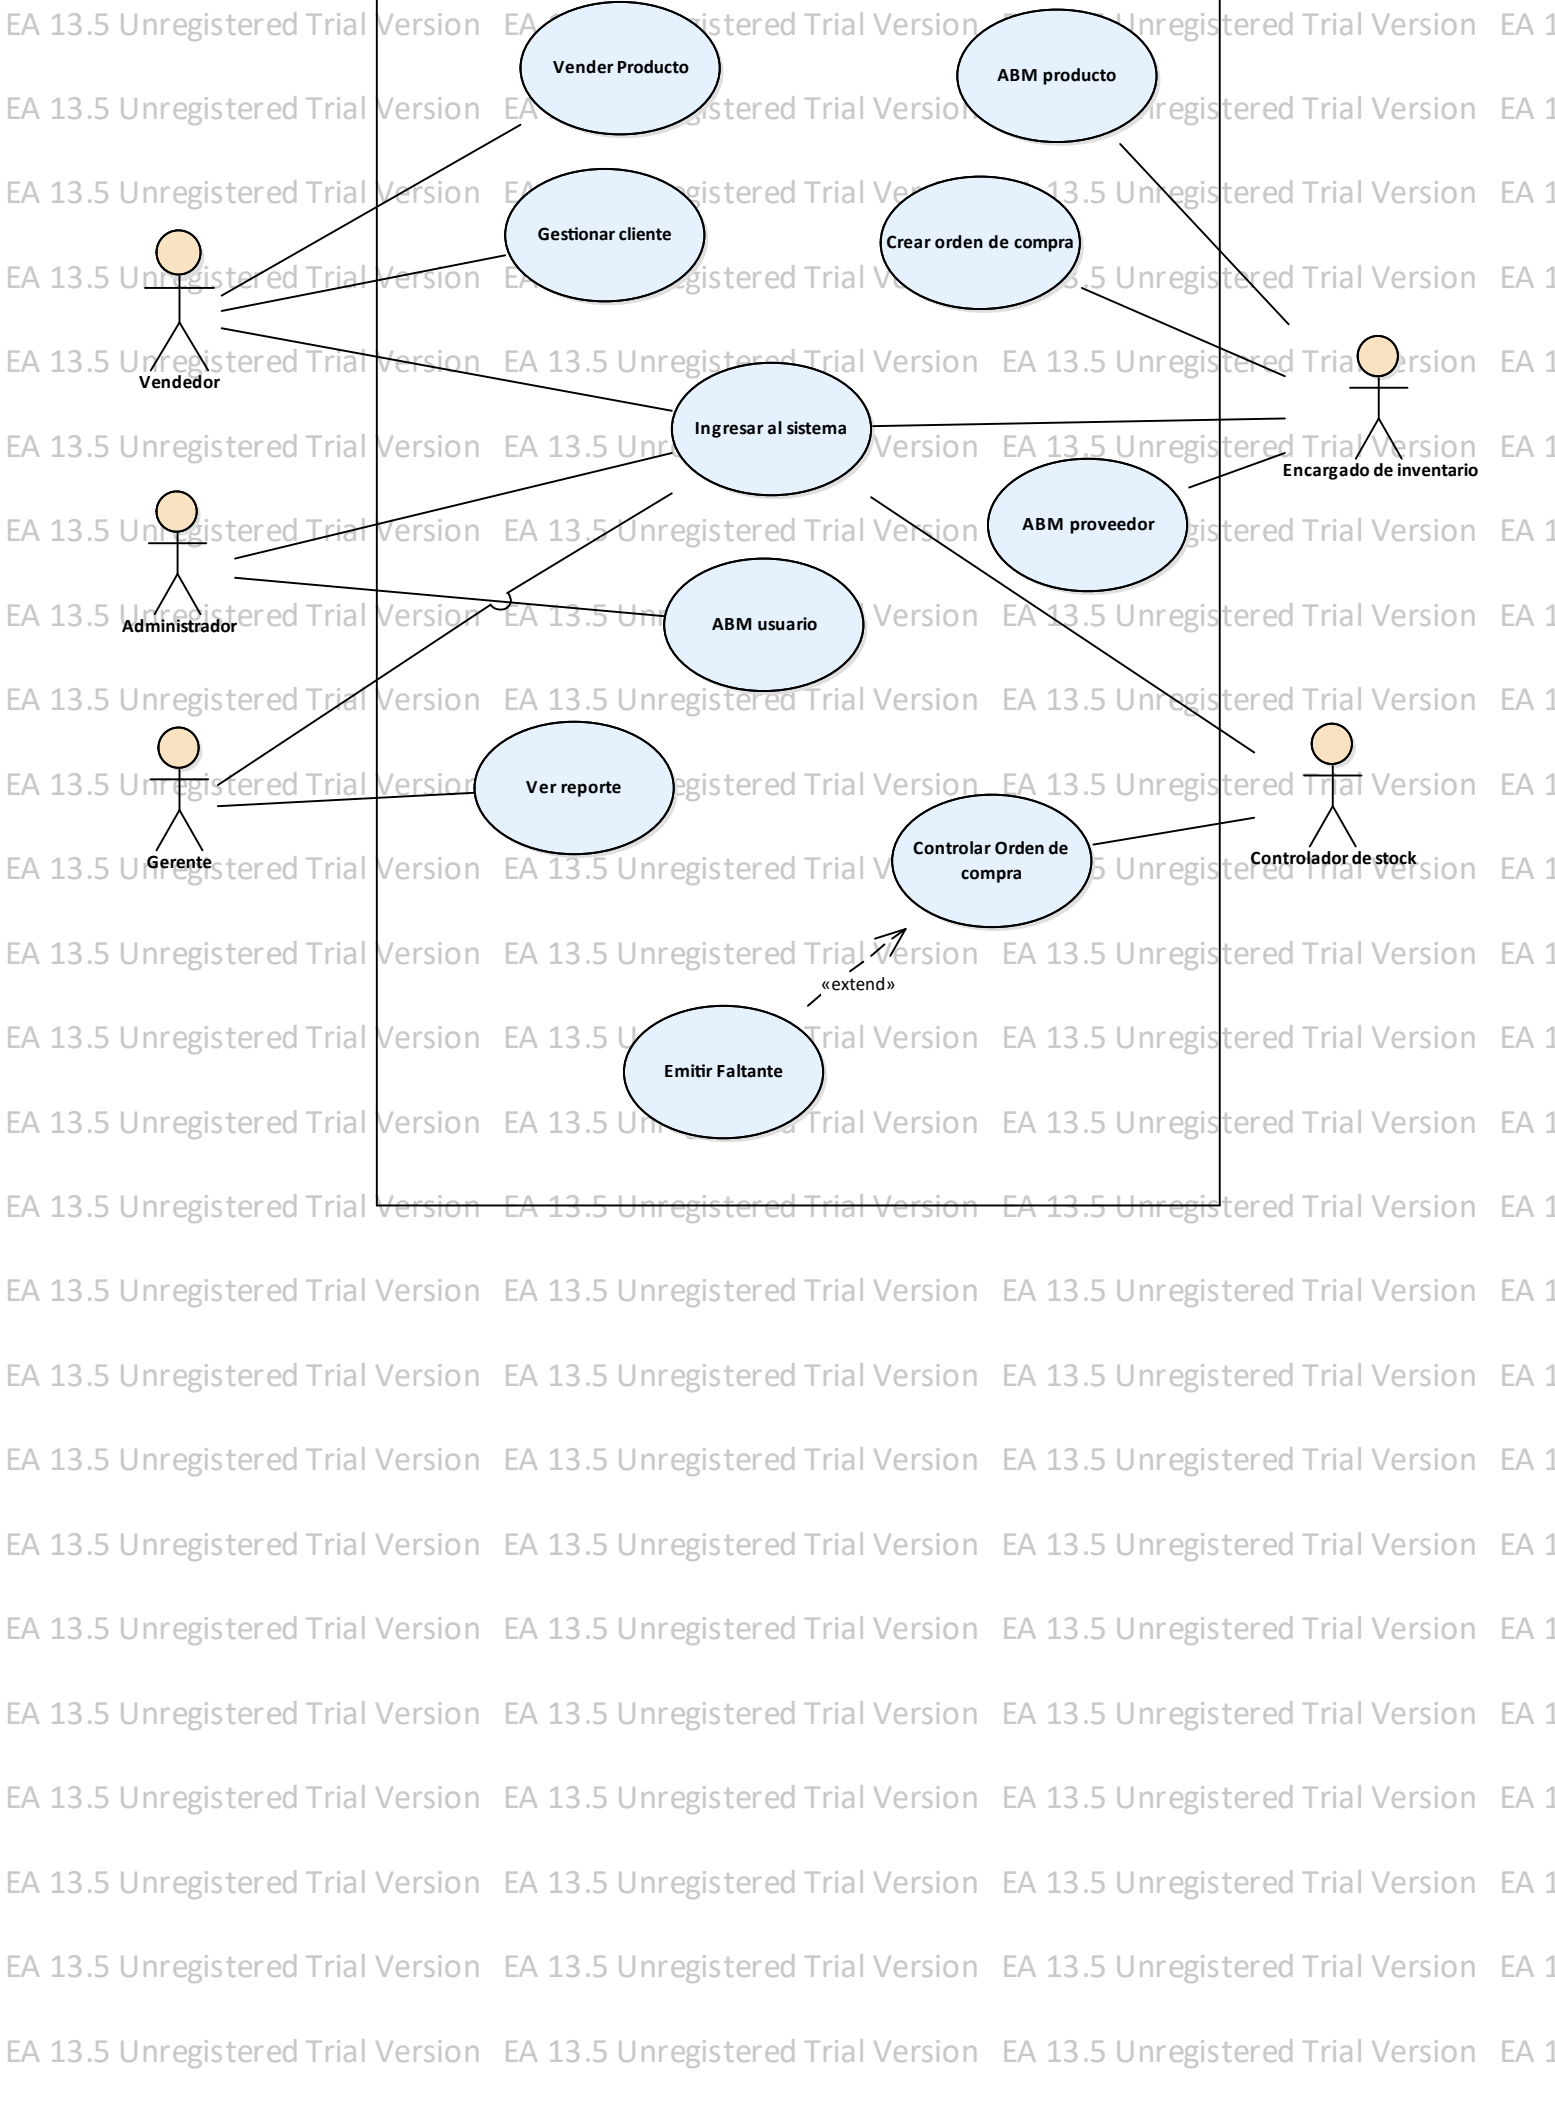 EA 13.5 Unregistered Trial Version
Vender Producto
ABM producto
Gestionar cliente
Crear orden de compra
Vendedor
Ingresar al sistema
Encargado de inventario
ABM proveedor
Administrador
ABM usuario
Ver reporte
Gerente
Controlar Orden de
compra
Controlador de stock
«extend»
Emitir Faltante